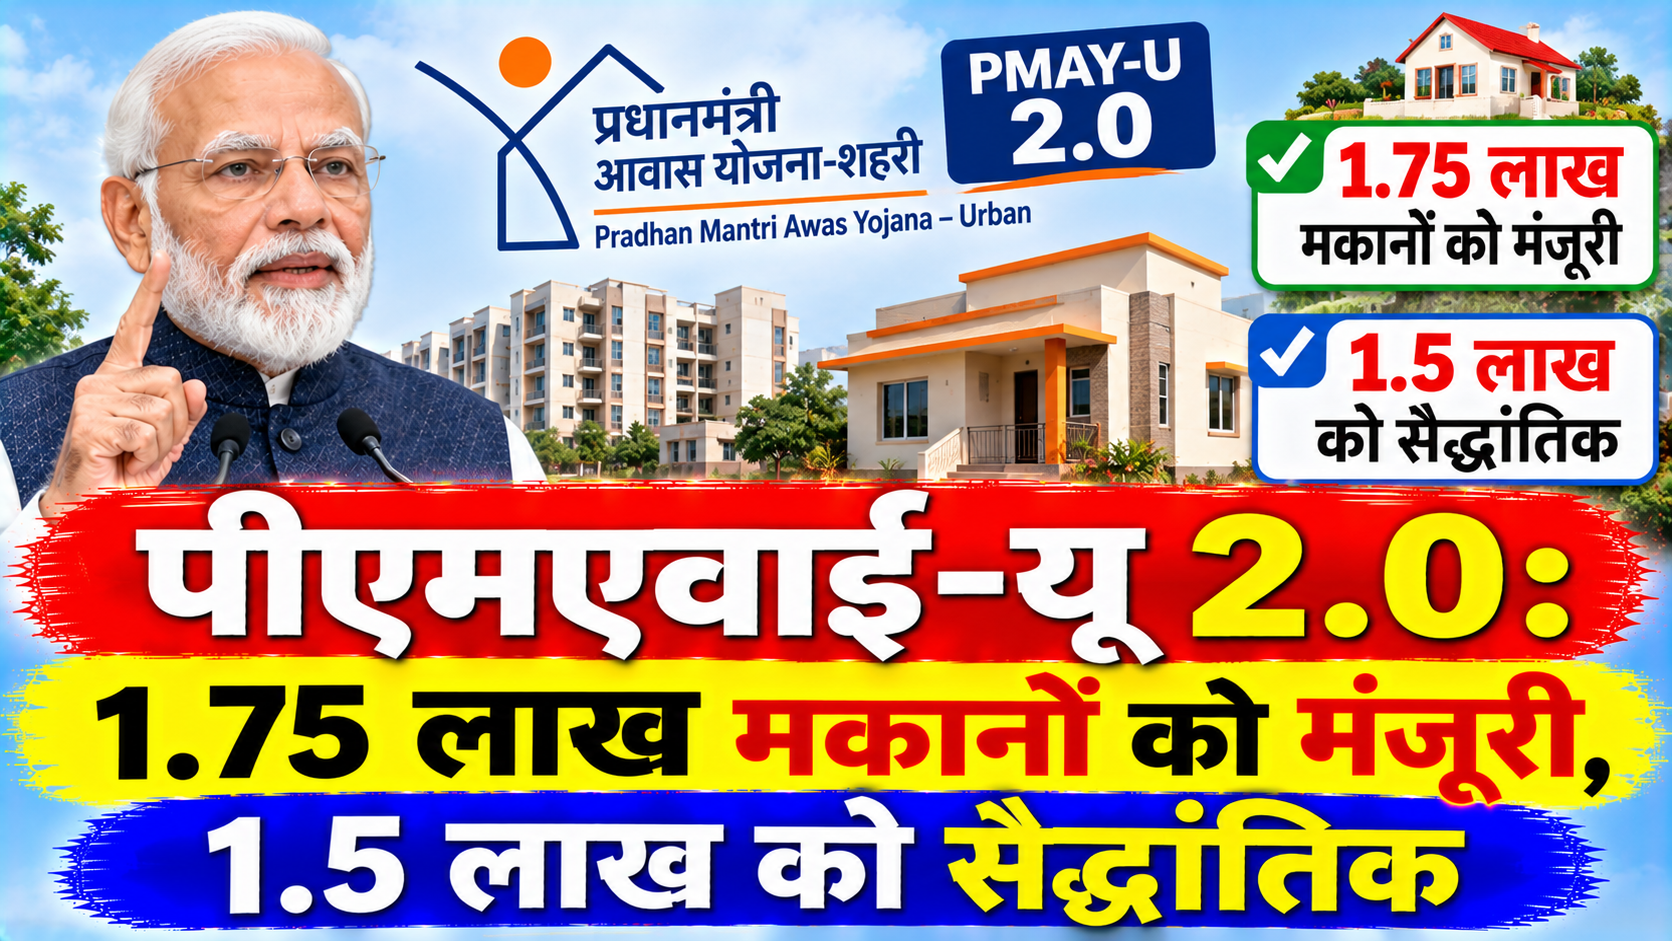 प्रधानमंत्री
आवास योजना-शहरी
Pradhan Mantri Awas Yojana – Urban
PMAY-U
2.0
1.75 लाख
मकानों को मंजूरी
1.5 लाख
को सैद्धांतिक
पीएमएवाई-यू 2.0:
1.75 लाख मकानों को मंजूरी,
1.5 लाख को सैद्धांतिक